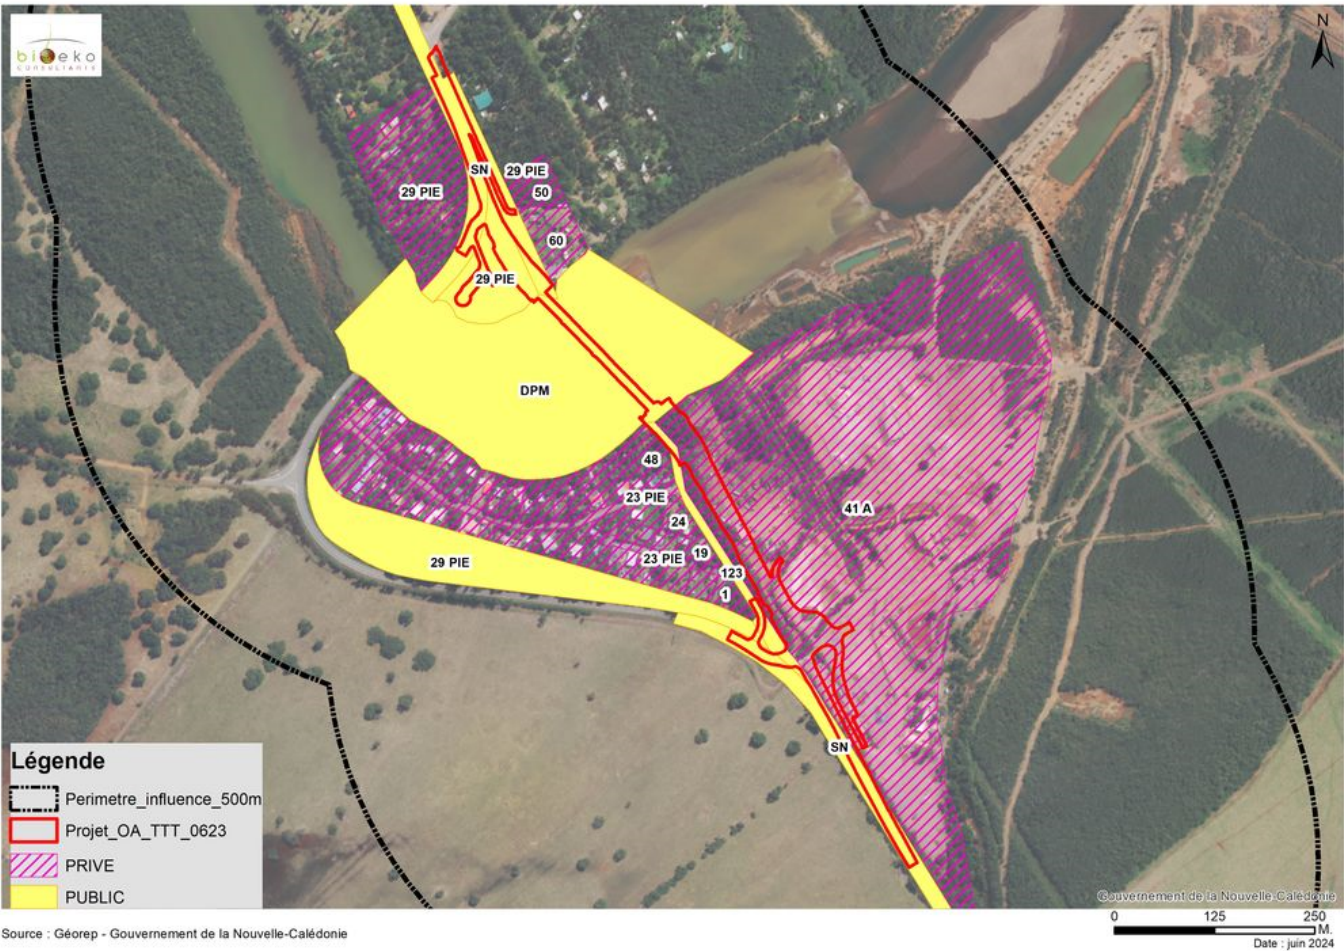 bioeko
CONSULTANTS
N
SN
29 PIE
29 PIE
50
60
29 PIE
DPM
48
23 PIE
24
41 A
19
23 PIE
29 PIE
123
1
SN
Légende
Perimetre_influence_500m
Projet_OA_TTT_0623
PRIVE
PUBLIC
Gouvernement de la Nouvelle-Calédonie
0 125 250
M.
Source : Géorep - Gouvernement de la Nouvelle-Calédonie
Date : juin 2024